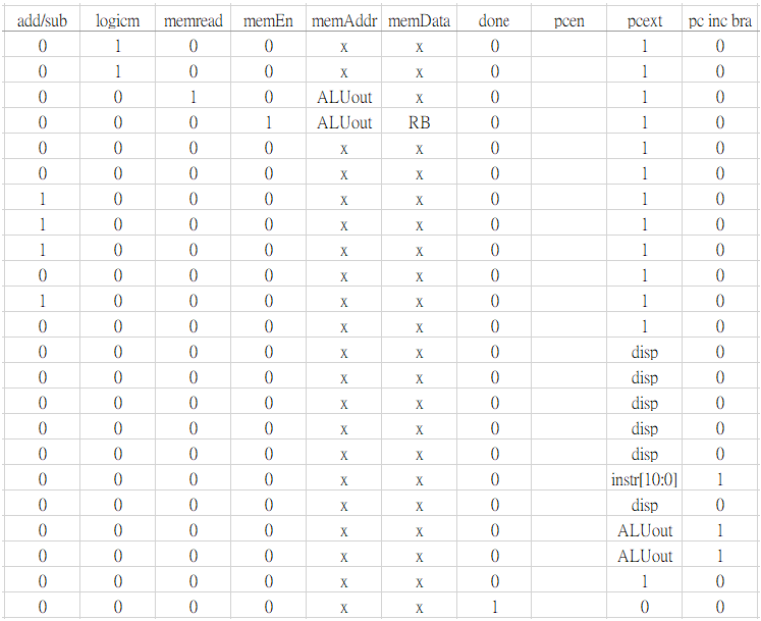 add/sub logicm memread memEn memAddr memData done pcen pcext pc inc bra
0 1 0 0 x x 0 1 0
0 1 0 0 x x 0 1 0
0 0 1 0 ALUout x 0 1 0
0 0 0 1 ALUout RB 0 1 0
0 0 0 0 x x 0 1 0
0 0 0 0 x x 0 1 0
1 0 0 0 x x 0 1 0
1 0 0 0 x x 0 1 0
1 0 0 0 x x 0 1 0
0 0 0 0 x x 0 1 0
1 0 0 0 x x 0 1 0
0 0 0 0 x x 0 1 0
0 0 0 0 x x 0 disp 0
0 0 0 0 x x 0 disp 0
0 0 0 0 x x 0 disp 0
0 0 0 0 x x 0 disp 0
0 0 0 0 x x 0 disp 0
0 0 0 0 x x 0 instr[10:0] 1
0 0 0 0 x x 0 disp 0
0 0 0 0 x x 0 ALUout 1
0 0 0 0 x x 0 ALUout 1
0 0 0 0 x x 0 1 0
0 0 0 0 x x 1 0 0